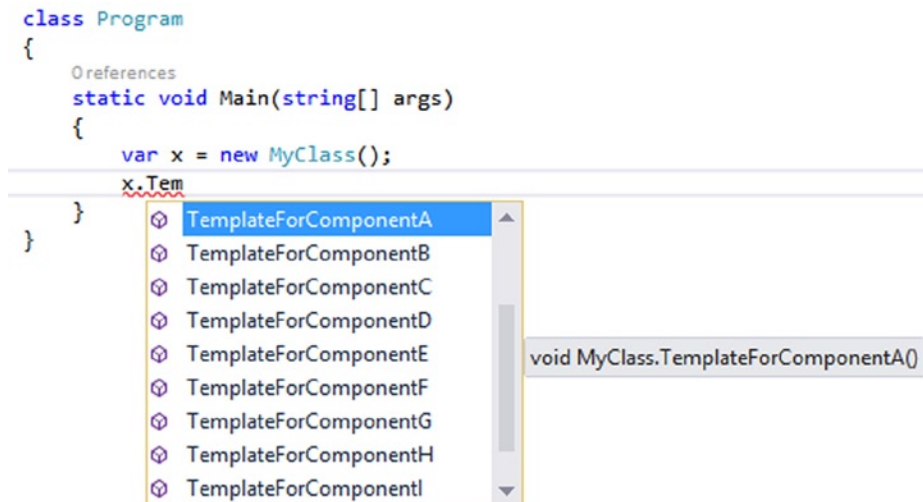 class Program
{
0 references
static void Main(string[] args)
{
var x = new MyClass();
x.Tem
}
}
TemplateForComponentA
TemplateForComponentB
TemplateForComponentC
TemplateForComponentD
TemplateForComponentE
TemplateForComponentF
TemplateForComponentG
TemplateForComponentH
TemplateForComponentI
void MyClass.TemplateForComponentA()